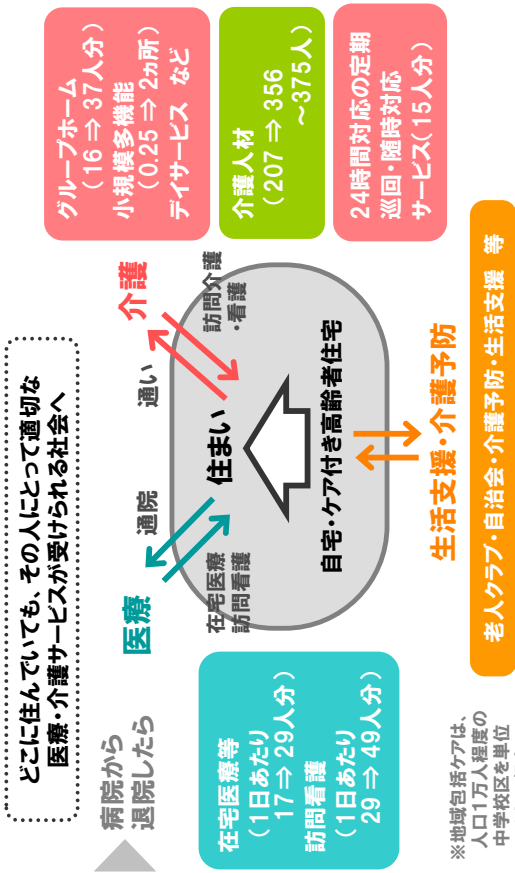 どこに住んでいても、その人にとって適切な
医療・介護サービスが受けられる社会へ
病院から
退院したら
医療
通院
在宅医療
訪問看護
通い
介護
訪問介護
・看護
住まい
自宅・ケア付き高齢者住宅
生活支援・介護予防
老人クラブ・自治会・介護予防・生活支援 等
在宅医療等
(1日あたり
17 ⇒ 29人分)
訪問看護
(1日あたり
29 ⇒ 49人分)
グループホーム
(16 ⇒ 37人分)
小規模多機能
(0.25 ⇒ 2カ所)
デイサービス など
介護人材
(207 ⇒ 356
~375人)
24時間対応の定期
巡回・随時対応
サービス(15人分)
※地域包括ケアは、
人口1万人程度の
中学校区を単位